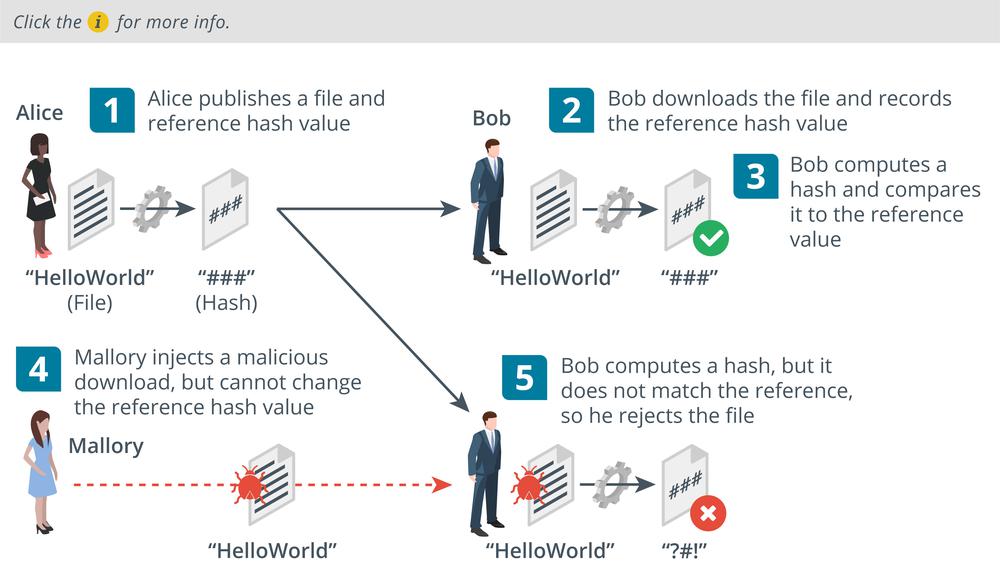 Click the i for more info.
Alice
1
Alice publishes a file and
reference hash value
Bob
2
Bob downloads the file and records
the reference hash value
3
Bob computes a
hash and compares
it to the reference
value
###
###
“HelloWorld”
(File)
“###”
(Hash)
“HelloWorld”
“###”
4
Mallory injects a malicious
download, but cannot change
the reference hash value
Mallory
5
Bob computes a hash, but it
does not match the reference,
so he rejects the file
###
“HelloWorld”
“HelloWorld”
“?#!”